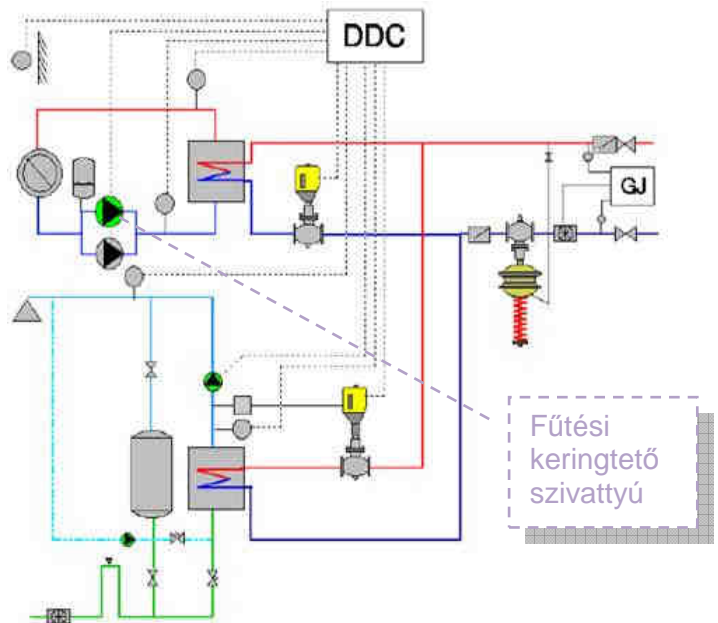 DDC
GJ
Fűtési
keringtető
szivattyú